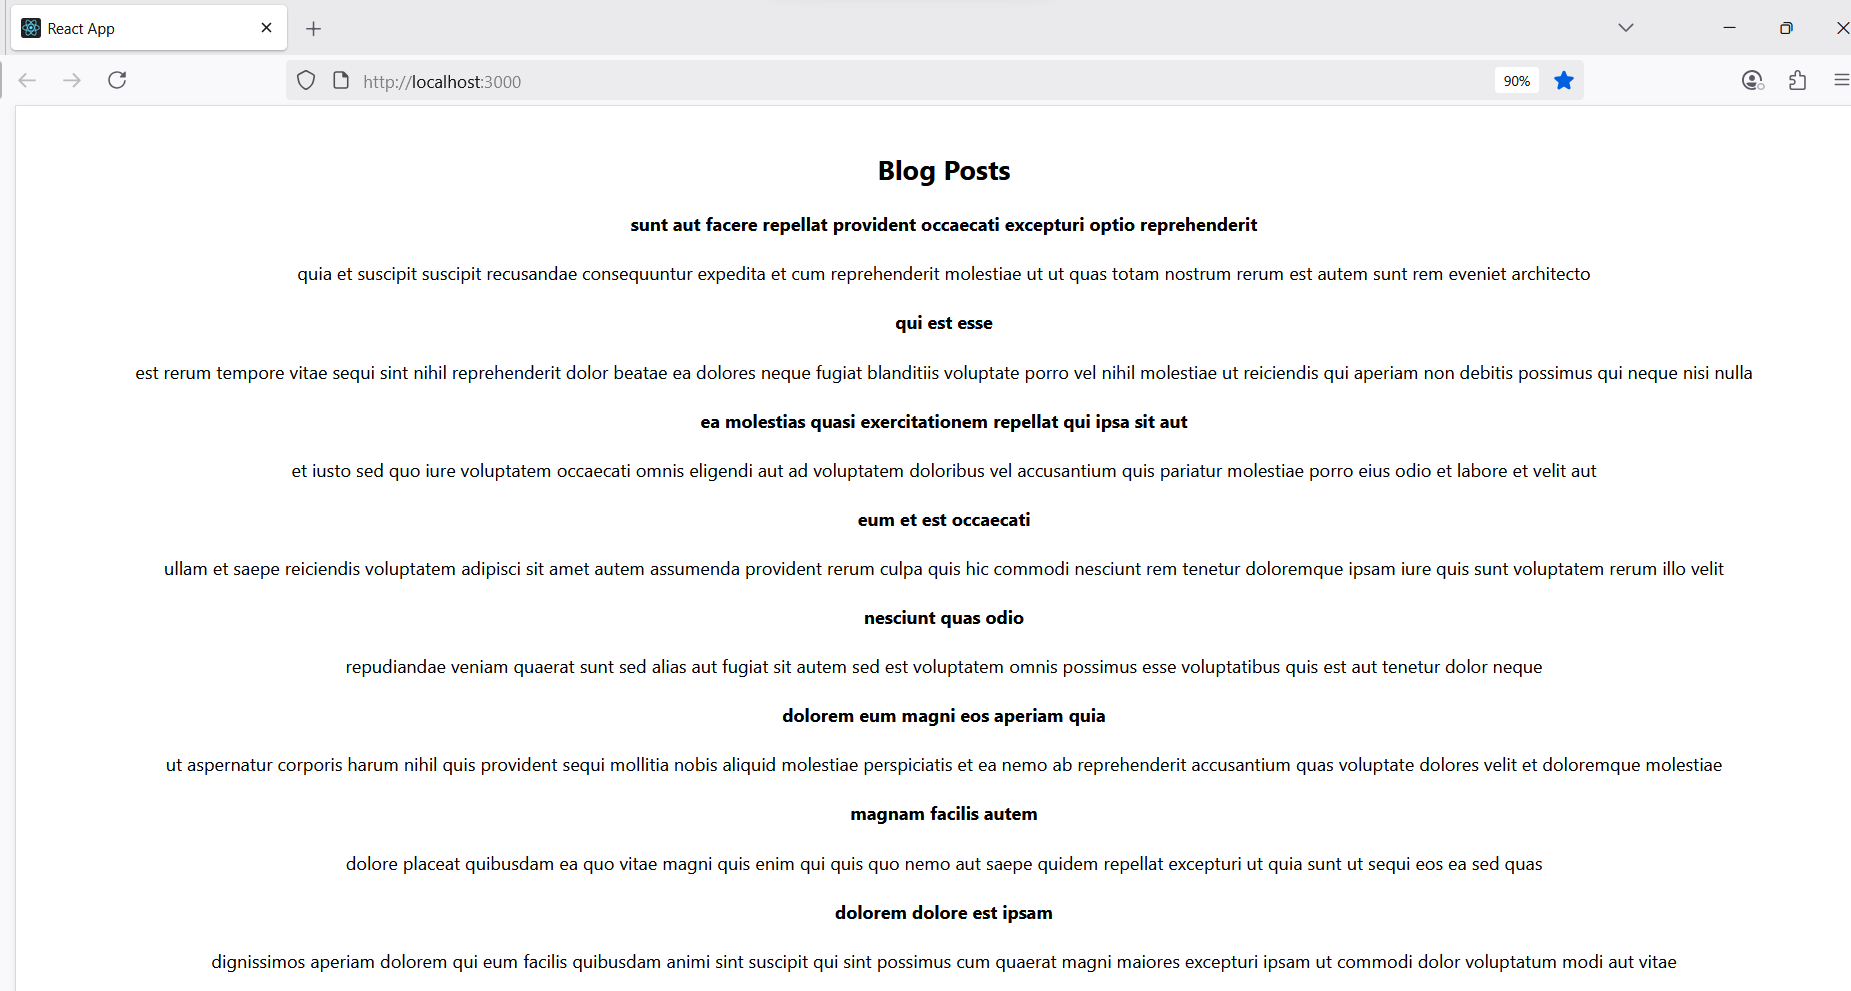 React App
http://localhost:3000
90%
Blog Posts
sunt aut facere repellat provident occaecati excepturi optio reprehenderit
quia et suscipit suscipit recusandae consequuntur expedita et cum reprehenderit molestiae ut ut quas totam nostrum rerum est autem sunt rem eveniet architecto
qui est esse
est rerum tempore vitae sequi sint nihil reprehenderit dolor beatae ea dolores neque fugiat blanditiis voluptate porro vel nihil molestiae ut reiciendis qui aperiam non debitis possimus qui neque nisi nulla
ea molestias quasi exercitationem repellat qui ipsa sit aut
et iusto sed quo iure voluptatem occaecati omnis eligendi aut ad voluptatem doloribus vel accusantium quis pariatur molestiae porro eius odio et labore et velit aut
eum et est occaecati
ullam et saepe reiciendis voluptatem adipisci sit amet autem assumenda provident rerum culpa quis hic commodi nesciunt rem tenetur doloremque ipsam iure quis sunt voluptatem rerum illo velit
nesciunt quas odio
repudiandae veniam quaerat sunt sed alias aut fugiat sit autem sed est voluptatem omnis possimus esse voluptatibus quis est aut tenetur dolor neque
dolorem eum magni eos aperiam quia
ut aspernatur corporis harum nihil quis provident sequi mollitia nobis aliquid molestiae perspiciatis et ea nemo ab reprehenderit accusantium quas voluptate dolores velit et doloremque molestiae
magnam facilis autem
dolore placeat quibusdam ea quo vitae magni quis enim qui quis quo nemo aut saepe quidem repellat excepturi ut quia sunt ut sequi eos ea sed quas
dolorem dolore est ipsam
dignissimos aperiam dolorem qui eum facilis quibusdam animi sint suscipit qui sint possimus cum quaerat magni maiores excepturi ipsam ut commodi dolor voluptatum modi aut vitae